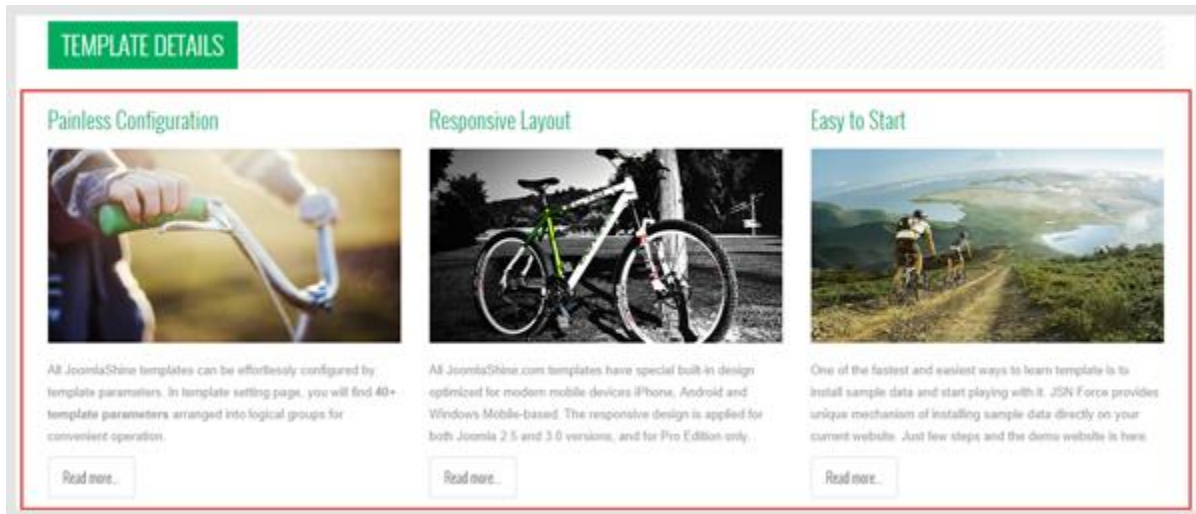 TEMPLATE DETAILS
Painless Configuration
All JoomlaShine templates can be effortlessly configured by
template parameters. In template setting page, you will find 40+
template parameters arranged into logical groups for
convenient operation.
Read more...
Responsive Layout
All JoomlaShine.com templates have special built-in design
optimized for modern mobile devices iPhone, Android and
Windows Mobile-based. The responsive design is applied for
both Joomla 2.5 and 3.0 versions, and for Pro Edition only.
Read more...
Easy to Start
One of the fastest and easiest ways to learn template is to
install sample data and start playing with it. JSN Force provides
unique mechanism of installing sample data directly on your
current website. Just few steps and the demo website is here.
Read more...